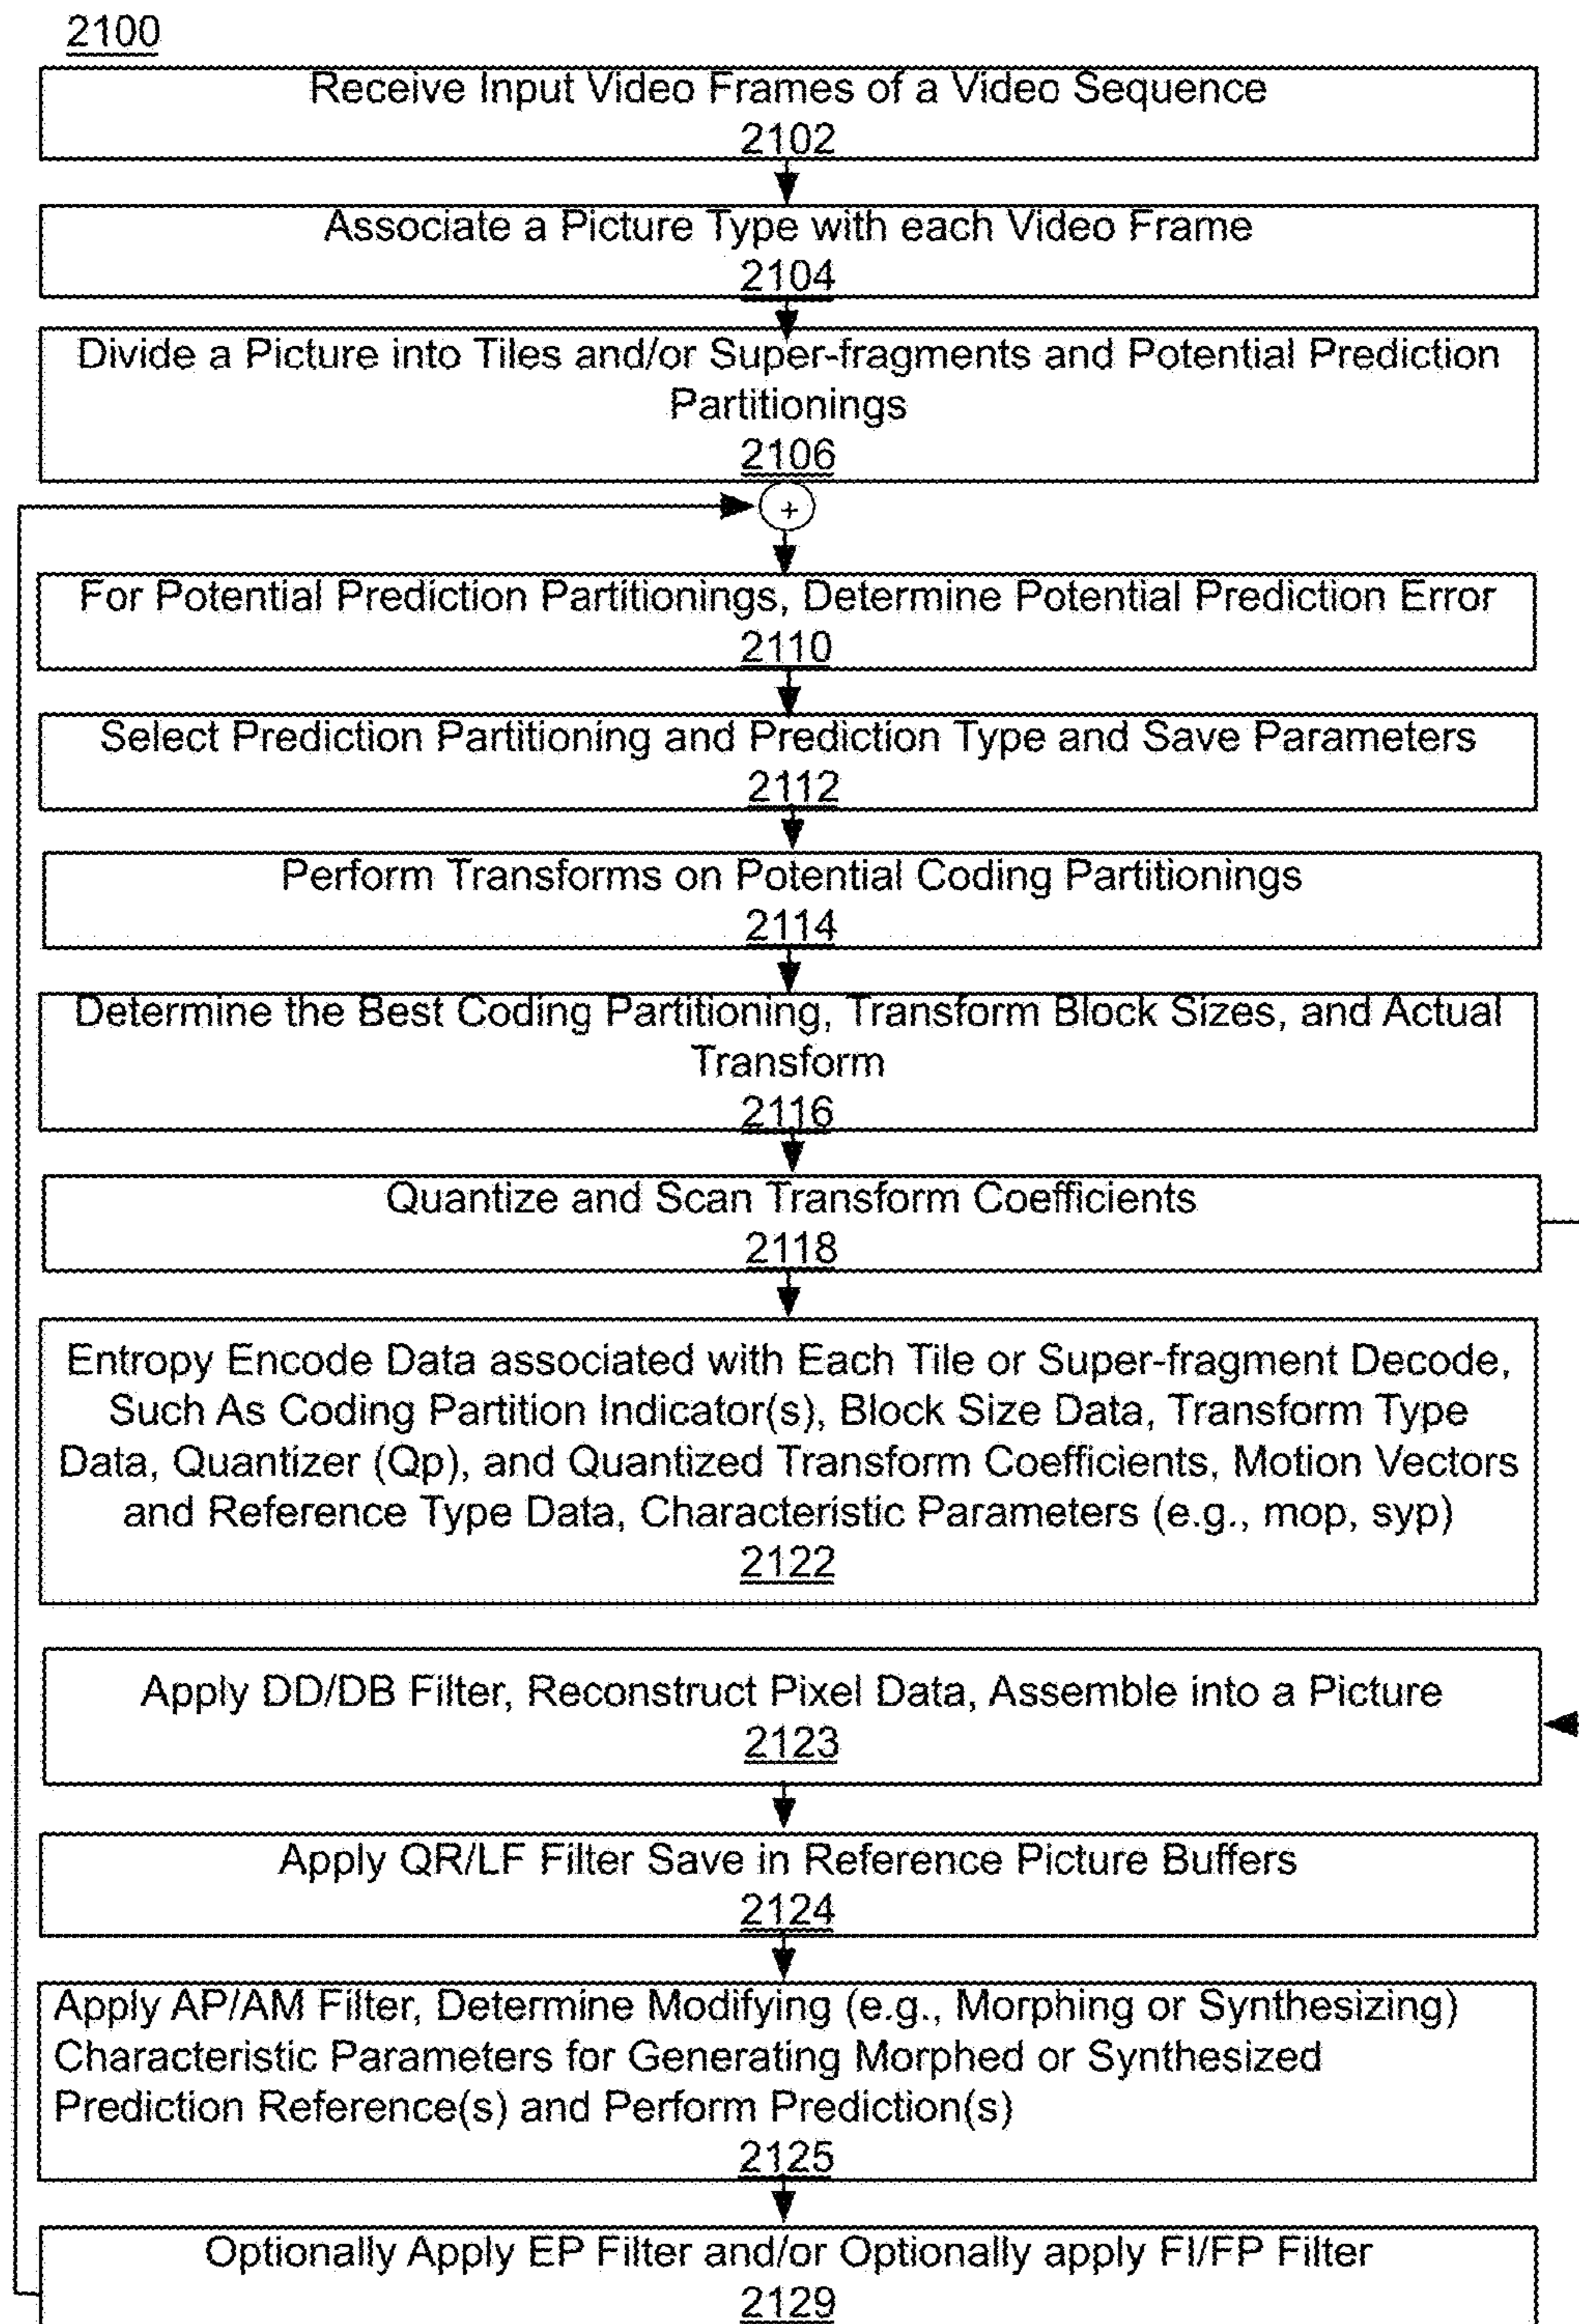 2100
Receive Input Video Frames of a Video Sequence
2102
Associate a Picture Type with each Video Frame
2104
Divide a Picture into Tiles and/or Super-fragments and Potential Prediction
Partitionings
2106
+
For Potential Prediction Partitionings, Determine Potential Prediction Error
2110
Select Prediction Partitioning and Prediction Type and Save Parameters
2112
Perform Transforms on Potential Coding Partitionings
2114
Determine the Best Coding Partitioning, Transform Block Sizes, and Actual
Transform
2116
Quantize and Scan Transform Coefficients
2118
Entropy Encode Data associated with Each Tile or Super-fragment Decode,
Such As Coding Partition Indicator(s), Block Size Data, Transform Type
Data, Quantizer (Qp), and Quantized Transform Coefficients, Motion Vectors
and Reference Type Data, Characteristic Parameters (e.g., mop, syp)
2122
Apply DD/DB Filter, Reconstruct Pixel Data, Assemble into a Picture
2123
Apply QR/LF Filter Save in Reference Picture Buffers
2124
Apply AP/AM Filter, Determine Modifying (e.g., Morphing or Synthesizing)
Characteristic Parameters for Generating Morphed or Synthesized
Prediction Reference(s) and Perform Prediction(s)
2125
Optionally Apply EP Filter and/or Optionally apply FI/FP Filter
2129